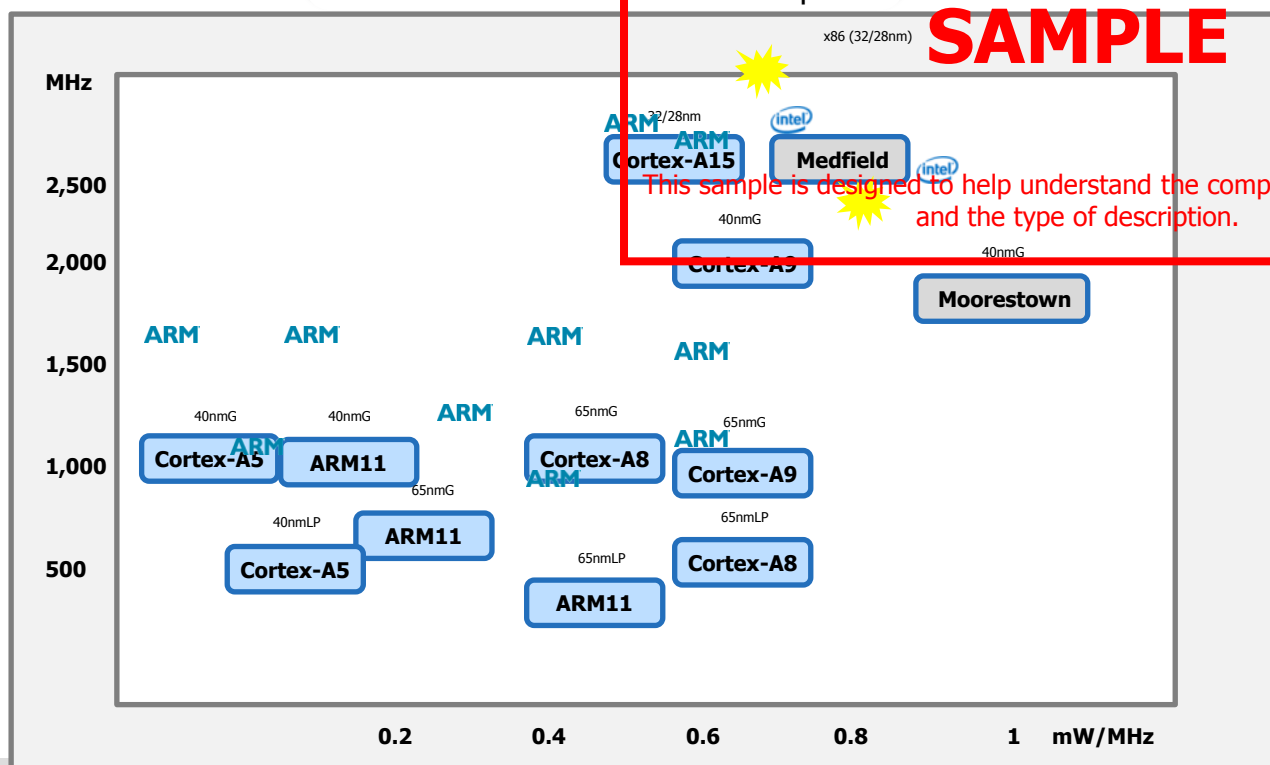 x86 (32/28nm)
SAMPLE
MHz
32/28nm
ARM
ARM
intel
Cortex-A15
Medfield
intel
2,500
This sample is designed to help understand the comp
and the type of description.
40nmG
40nmG
2,000
Cortex-A9
Moorestown
ARM
ARM
ARM
ARM
1,500
40nmG
40nmG
ARM
65nmG
65nmG
ARM
ARM
Cortex-A5
ARM11
Cortex-A8
Cortex-A9
1,000
ARM
65nmG
40nmLP
65nmLP
ARM11
65nmLP
Cortex-A5
Cortex-A8
500
ARM11
0.2
0.4
0.6
0.8
1
mW/MHz